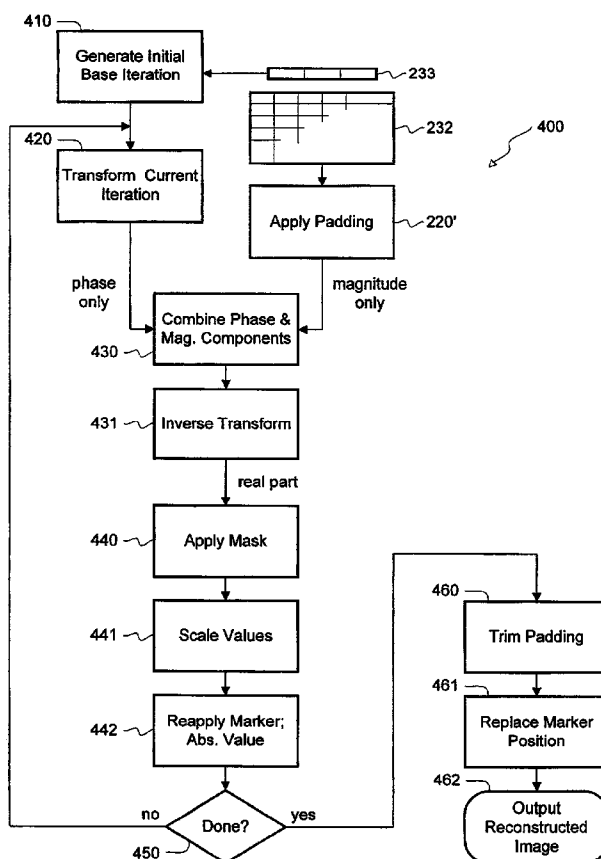 410
Generate Initial
Base Iteration
233
232
400
420
Transform Current
Iteration
Apply Padding
220'
phase
only
magnitude
only
Combine Phase &
Mag. Components
430
431
Inverse Transform
real part
440
Apply Mask
441
Scale Values
442
Reapply Marker;
Abs. Value
no
Done?
yes
450
460
Trim Padding
461
Replace Marker
Position
462
Output
Reconstructed
Image